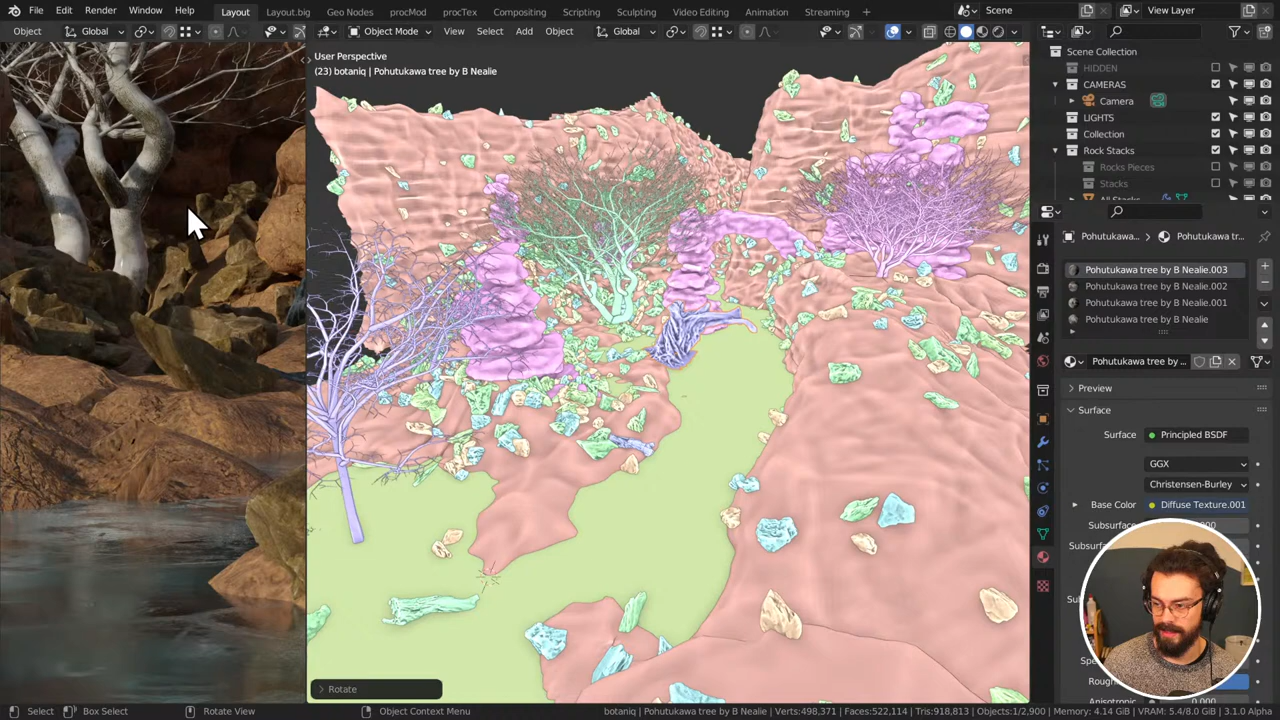 File Edit Render Window Help
Layout Layout.big Geo Nodes procMod procTex Compositing Scripting Sculpting Video Editing Animation Streaming +
Scene
View Layer
Object
Global
Object Mode
View Select Add Object
Global
User Perspective
(23) botaniq | Pohutukawa tree by B Nealie
Scene Collection
HIDDEN
CAMERAS
Camera
LIGHTS
Collection
Rock Stacks
Rocks Pieces
Stacks
Pohutukawa... Pohutukawa tr...
Pohutukawa tree by B Nealie.003
Pohutukawa tree by B Nealie.002
Pohutukawa tree by B Nealie.001
Pohutukawa tree by B Nealie
Pohutukawa tree by ...
Preview
Surface
Surface Principled BSDF
GGX
Christensen-Burley
Base Color Diffuse Texture.001
Rotate
Select Box Select Rotate View Object Context Menu
botaniq | Pohutukawa tree by B Nealie | Verts:498,371 | Faces:522,114 | Tris:918,813 | Objects:1/2,900 | Memory: 4.14 GiB | VRAM: 5.4/8.0 GiB | 3.1.0 Alpha